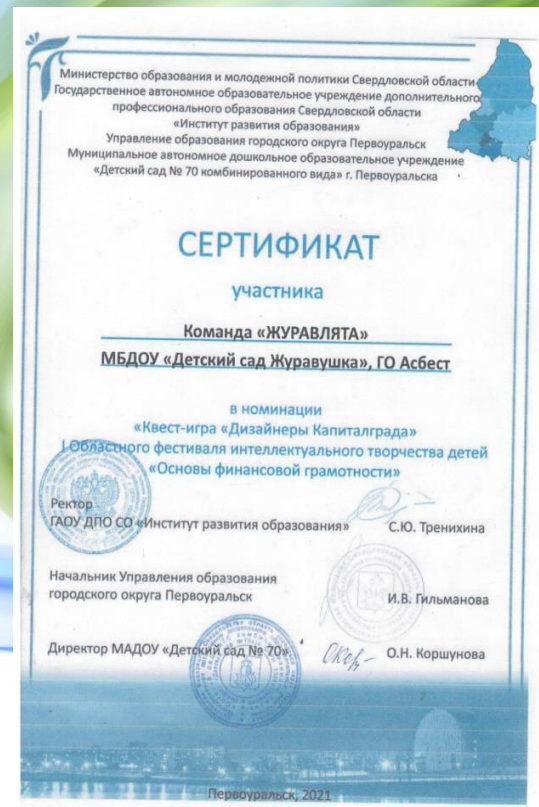 Министерство образования и молодежной политики Свердловской области
Государственное автономное образовательное учреждение дополнительного
профессионального образования Свердловской области
«Институт развития образования»
Управление образования городского округа Первоуральск
Муниципальное автономное дошкольное образовательное учреждение
«Детский сад № 70 комбинированного вида» г. Первоуральска
СЕРТИФИКАТ
участника
Команда «ЖУРАВЛЯТА»
МБДОУ «Детский сад Журавушка», ГО Асбест
в номинации
«Квест-игра «Дизайнеры Капиталграда»
I Областного фестиваля интеллектуального творчества детей
«Основы финансовой грамотности»
Ректор
ГАОУ ДПО СО «Институт развития образования» С.Ю. Тренихина
Начальник Управления образования
городского округа Первоуральск И.В. Гильманова
Директор МАДОУ «Детский сад № 70» О.Н. Коршунова
Первоуральск, 2021